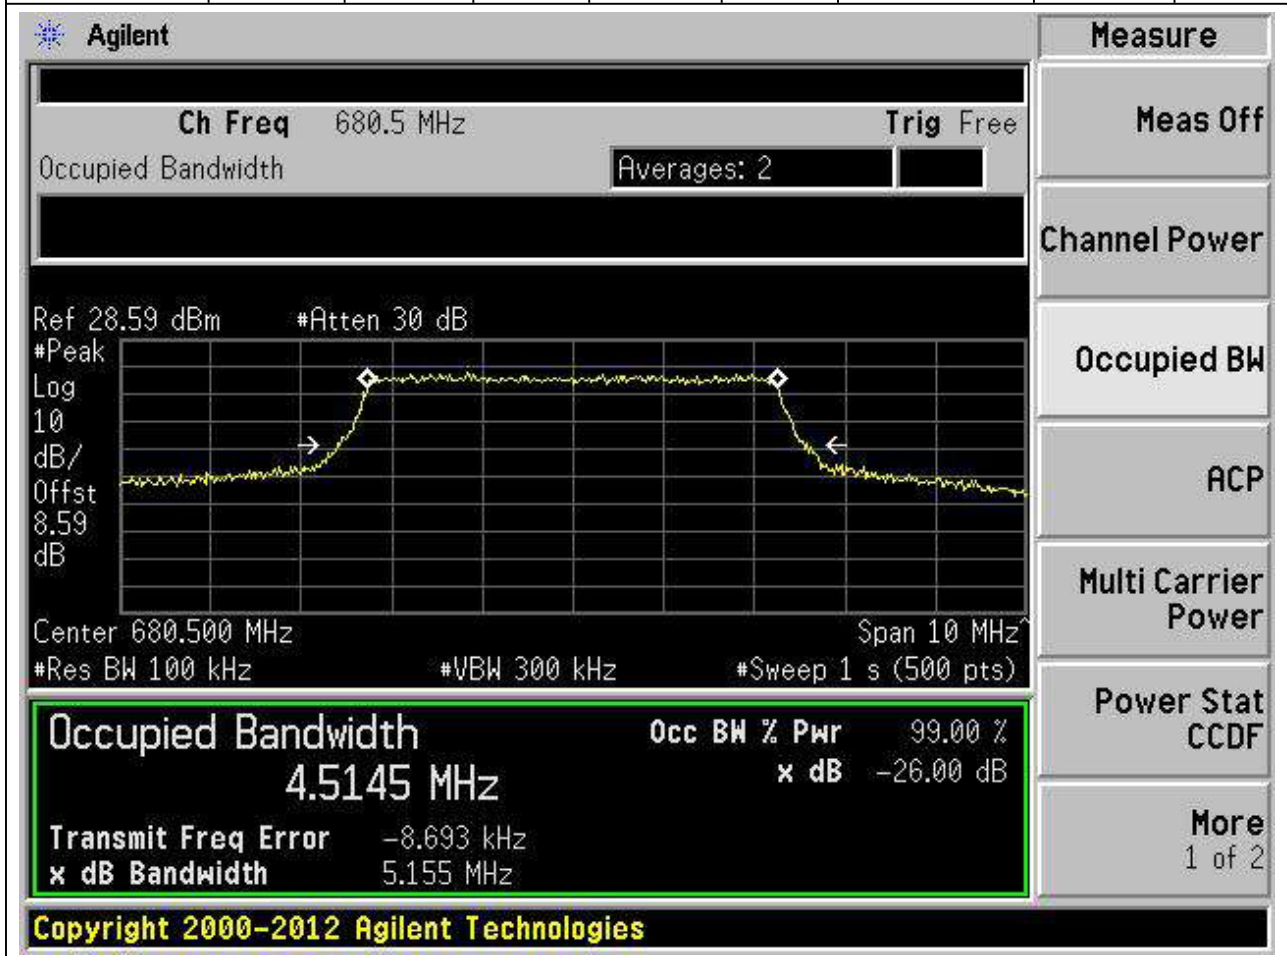 Agilent
Measure
Ch Freq 680.5 MHz Trig Free
Meas Off
Occupied Bandwidth Averages: 2
Channel Power
Ref 28.59 dBm #Atten 30 dB
#Peak
Log
10
dB/
Offst
8.59
dB
Occupied BW
ACP
Multi Carrier
Power
Center 680.500 MHz Span 10 MHz^
#Res BW 100 kHz #VBW 300 kHz #Sweep 1 s (500 pts)
Power Stat
CCDF
Occupied Bandwidth Occ BW % Pwr 99.00 %
4.5145 MHz x dB -26.00 dB
Transmit Freq Error -8.693 kHz
x dB Bandwidth 5.155 MHz
More
1 of 2
Copyright 2000-2012 Agilent Technologies